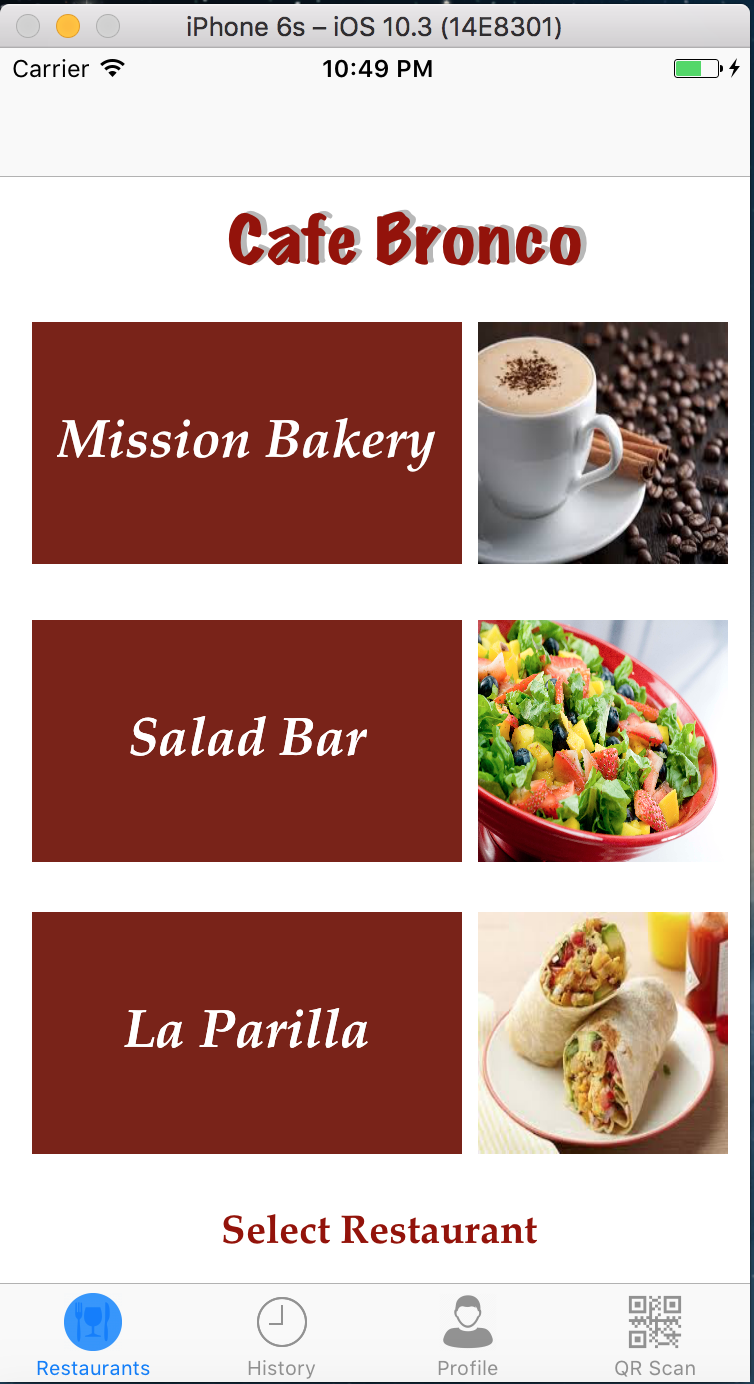 iPhone 6s – iOS 10.3 (14E8301)
Carrier 10:49 PM
Cafe Bronco
Mission Bakery
Salad Bar
La Parilla
Select Restaurant
Restaurants History Profile QR Scan